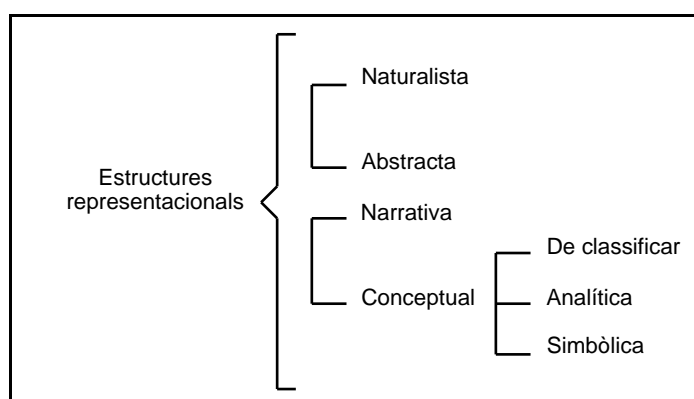 Estructures
representacionals
Naturalista
Abstracta
Narrativa
Conceptual
De classificar
Analítica
Simbòlica